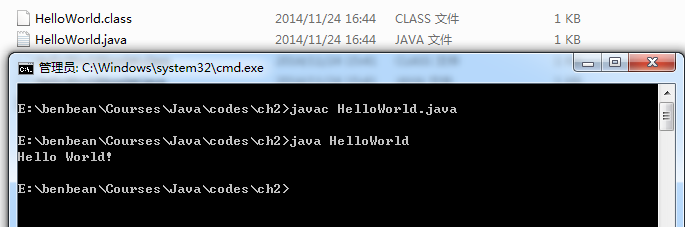 HelloWorld.class 2014/11/24 16:44 CLASS 文件 1 KB
HelloWorld.java 2014/11/24 16:44 JAVA 文件 1 KB
管理员: C:\Windows\system32\cmd.exe
E:\benbean\Courses\Java\codes\ch2>javac HelloWorld.java
E:\benbean\Courses\Java\codes\ch2>java HelloWorld
Hello World!
E:\benbean\Courses\Java\codes\ch2>